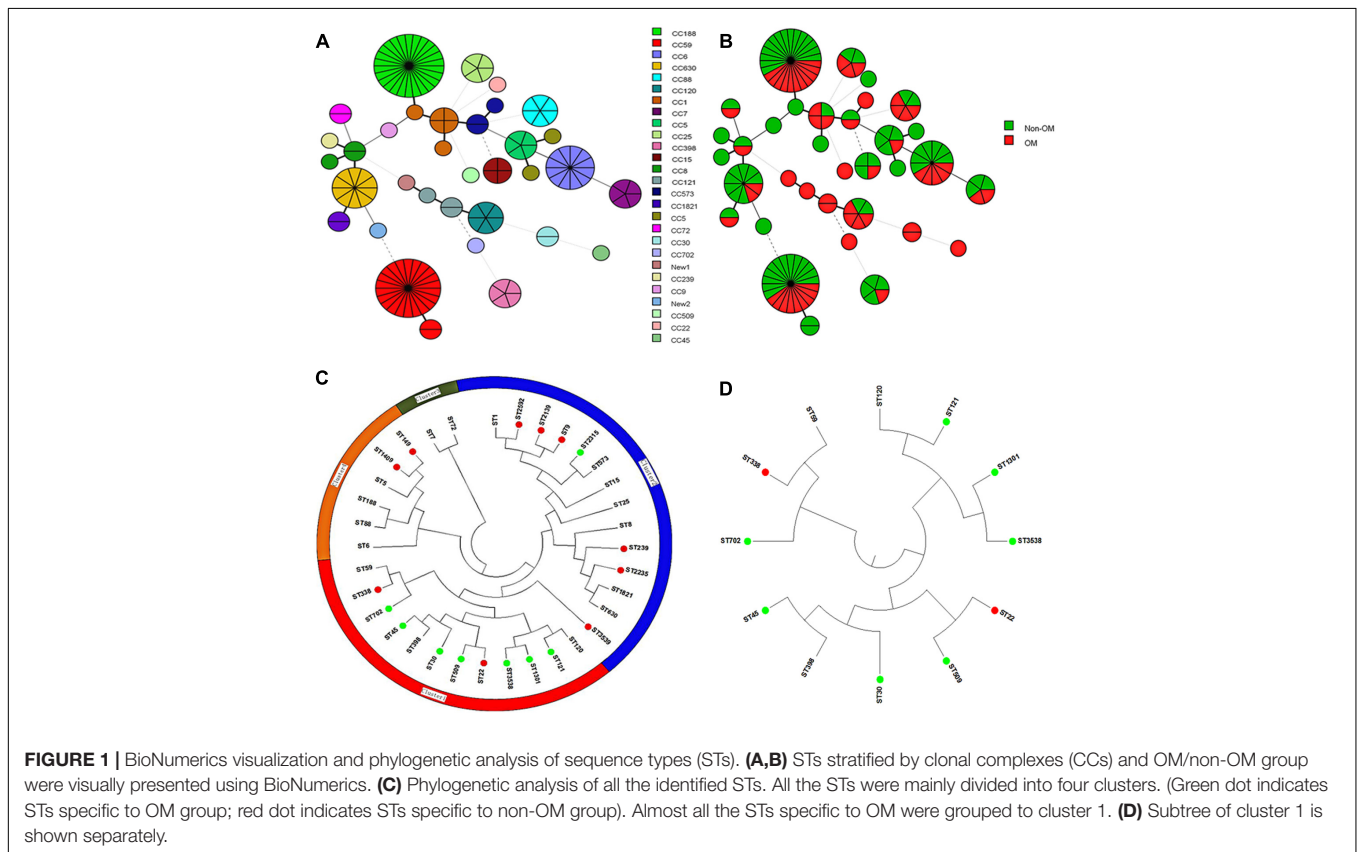 A
CC188
CC59
CC6
CC630
CC88
CC120
CC1
CC7
CC5
CC25
CC398
CC15
CC8
CC121
CC573
CC1821
CC5
CC72
CC30
CC702
New1
CC239
CC9
New2
CC509
CC22
CC45
B
Non-OM
OM
C
ST1
ST2592
ST2139
ST9
ST2315
ST573
ST15
ST25
ST8
ST239
ST2235
ST1821
ST630
ST3539
ST120
ST121
ST1301
ST3538
ST22
ST509
ST30
ST398
ST45
ST702
ST338
ST59
ST6
ST88
ST188
ST5
ST1409
ST149
ST7
ST72
D
ST120
ST121
ST1301
ST3538
ST22
ST509
ST30
ST398
ST45
ST702
ST338
ST59
FIGURE 1 | BioNumerics visualization and phylogenetic analysis of sequence types (STs). (A,B) STs stratified by clonal complexes (CCs) and OM/non-OM group
were visually presented using BioNumerics. (C) Phylogenetic analysis of all the identified STs. All the STs were mainly divided into four clusters. (Green dot indicates
STs specific to OM group; red dot indicates STs specific to non-OM group). Almost all the STs specific to OM were grouped to cluster 1. (D) Subtree of cluster 1 is
shown separately.